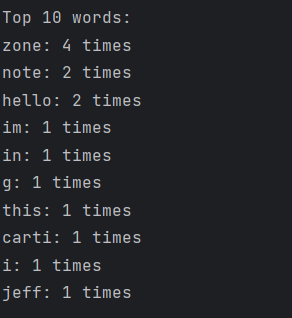 Top 10 words:
zone: 4 times
note: 2 times
hello: 2 times
im: 1 times
in: 1 times
g: 1 times
this: 1 times
carti: 1 times
i: 1 times
jeff: 1 times